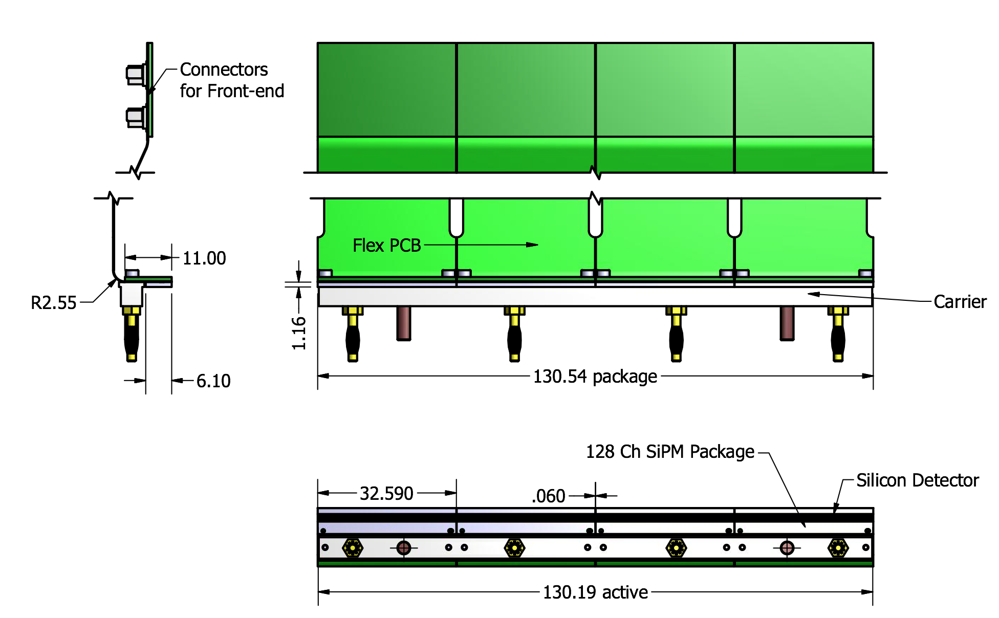 Connectors
for Front-end
Flex PCB
11.00
R2.55
Carrier
1.16
130.54 package
6.10
128 Ch SiPM Package
Silicon Detector
32.590
.060
130.19 active